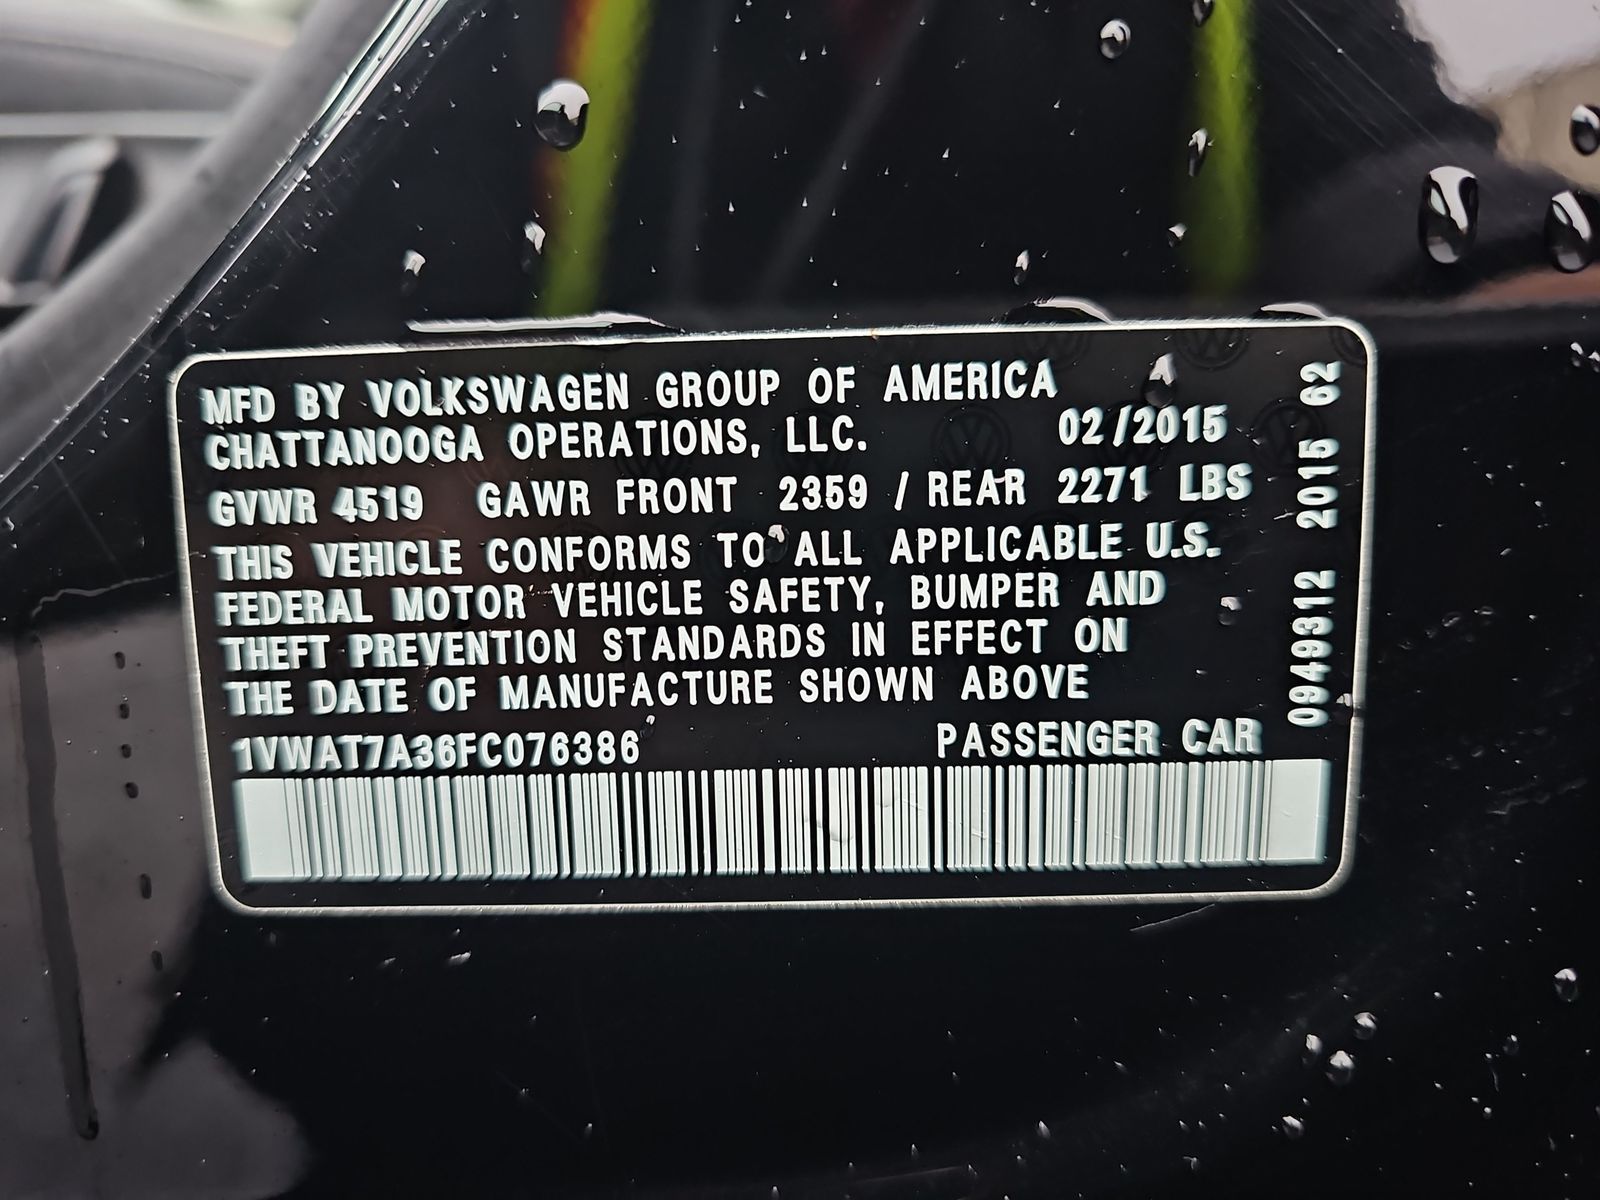 MFD BY VOLKSWAGEN GROUP OF AMERICA
CHATTANOOGA OPERATIONS, LLC. 02/2015
GVWR 4519 GAWR FRONT 2359 / REAR 2271 LBS
THIS VEHICLE CONFORMS TO ALL APPLICABLE U.S.
FEDERAL MOTOR VEHICLE SAFETY, BUMPER AND
THEFT PREVENTION STANDARDS IN EFFECT ON
THE DATE OF MANUFACTURE SHOWN ABOVE
1VWAT7A36FC076386 PASSENGER CAR
0949312 2015 62